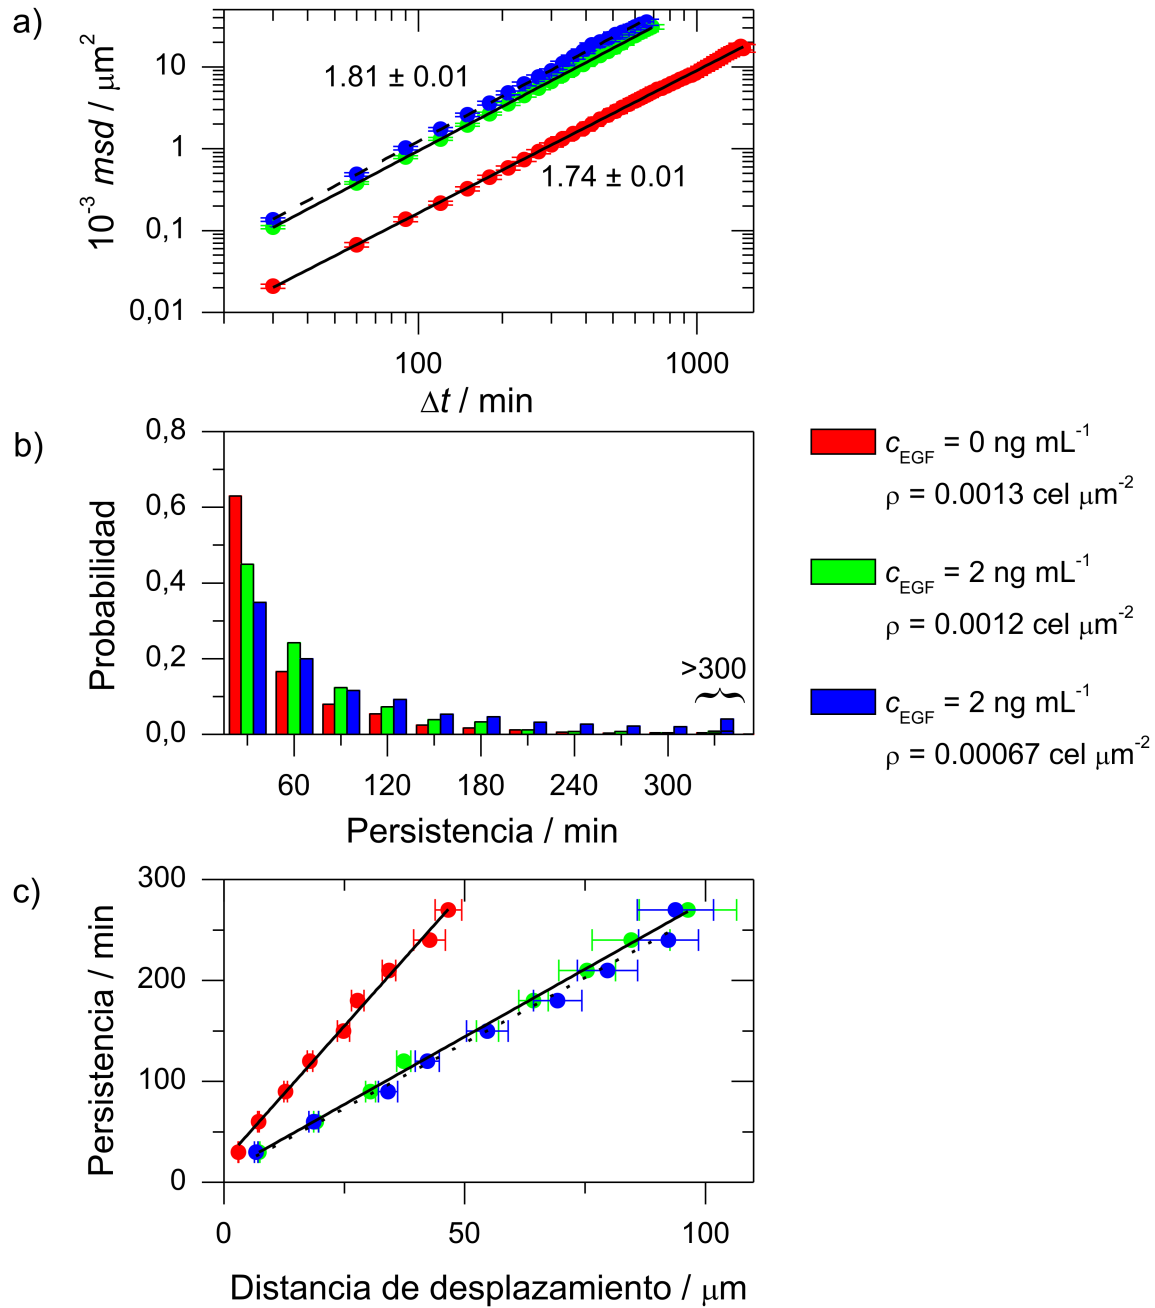 a)
10⁻³ msd / μm²
10
1
0,1
0,01
1.81 ± 0.01
1.74 ± 0.01
100
1000
Δt / min
b)
Probabilidad
0,8
0,6
0,4
0,2
0,0
>300
60
120
180
240
300
Persistencia / min
c_EGF = 0 ng mL⁻¹
ρ = 0.0013 cel μm⁻²
c_EGF = 2 ng mL⁻¹
ρ = 0.0012 cel μm⁻²
c_EGF = 2 ng mL⁻¹
ρ = 0.00067 cel μm⁻²
c)
Persistencia / min
300
200
100
0
0
50
100
Distancia de desplazamiento / μm